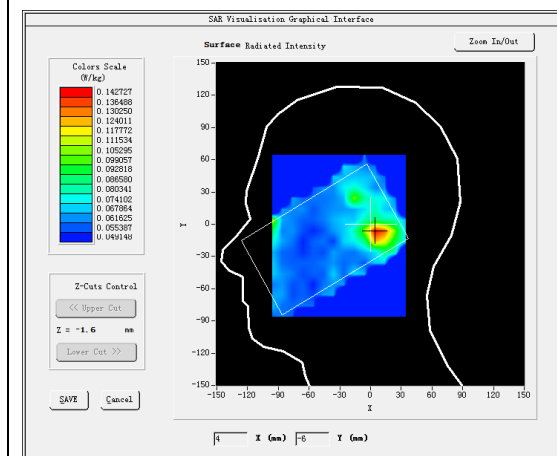 SAR Visualisation Graphical Interface
Surface Radiated Intensity
Zoom In/Out
Colors Scale
(W/kg)
0.142727
0.136488
0.130250
0.124011
0.117772
0.111534
0.105295
0.099057
0.092818
0.086580
0.080341
0.074102
0.067864
0.061625
0.055387
0.049148
Z-Cuts Control
<< Upper Cut
Z = -1.6 mm
Lower Cut >>
SAVE Cancel
150
120
90
60
30
0
-30
-60
-90
-120
-150
Y
-150 -120 -90 -60 -30 0 30 60 90 120 150
X
4 X (mm) -6 Y (mm)